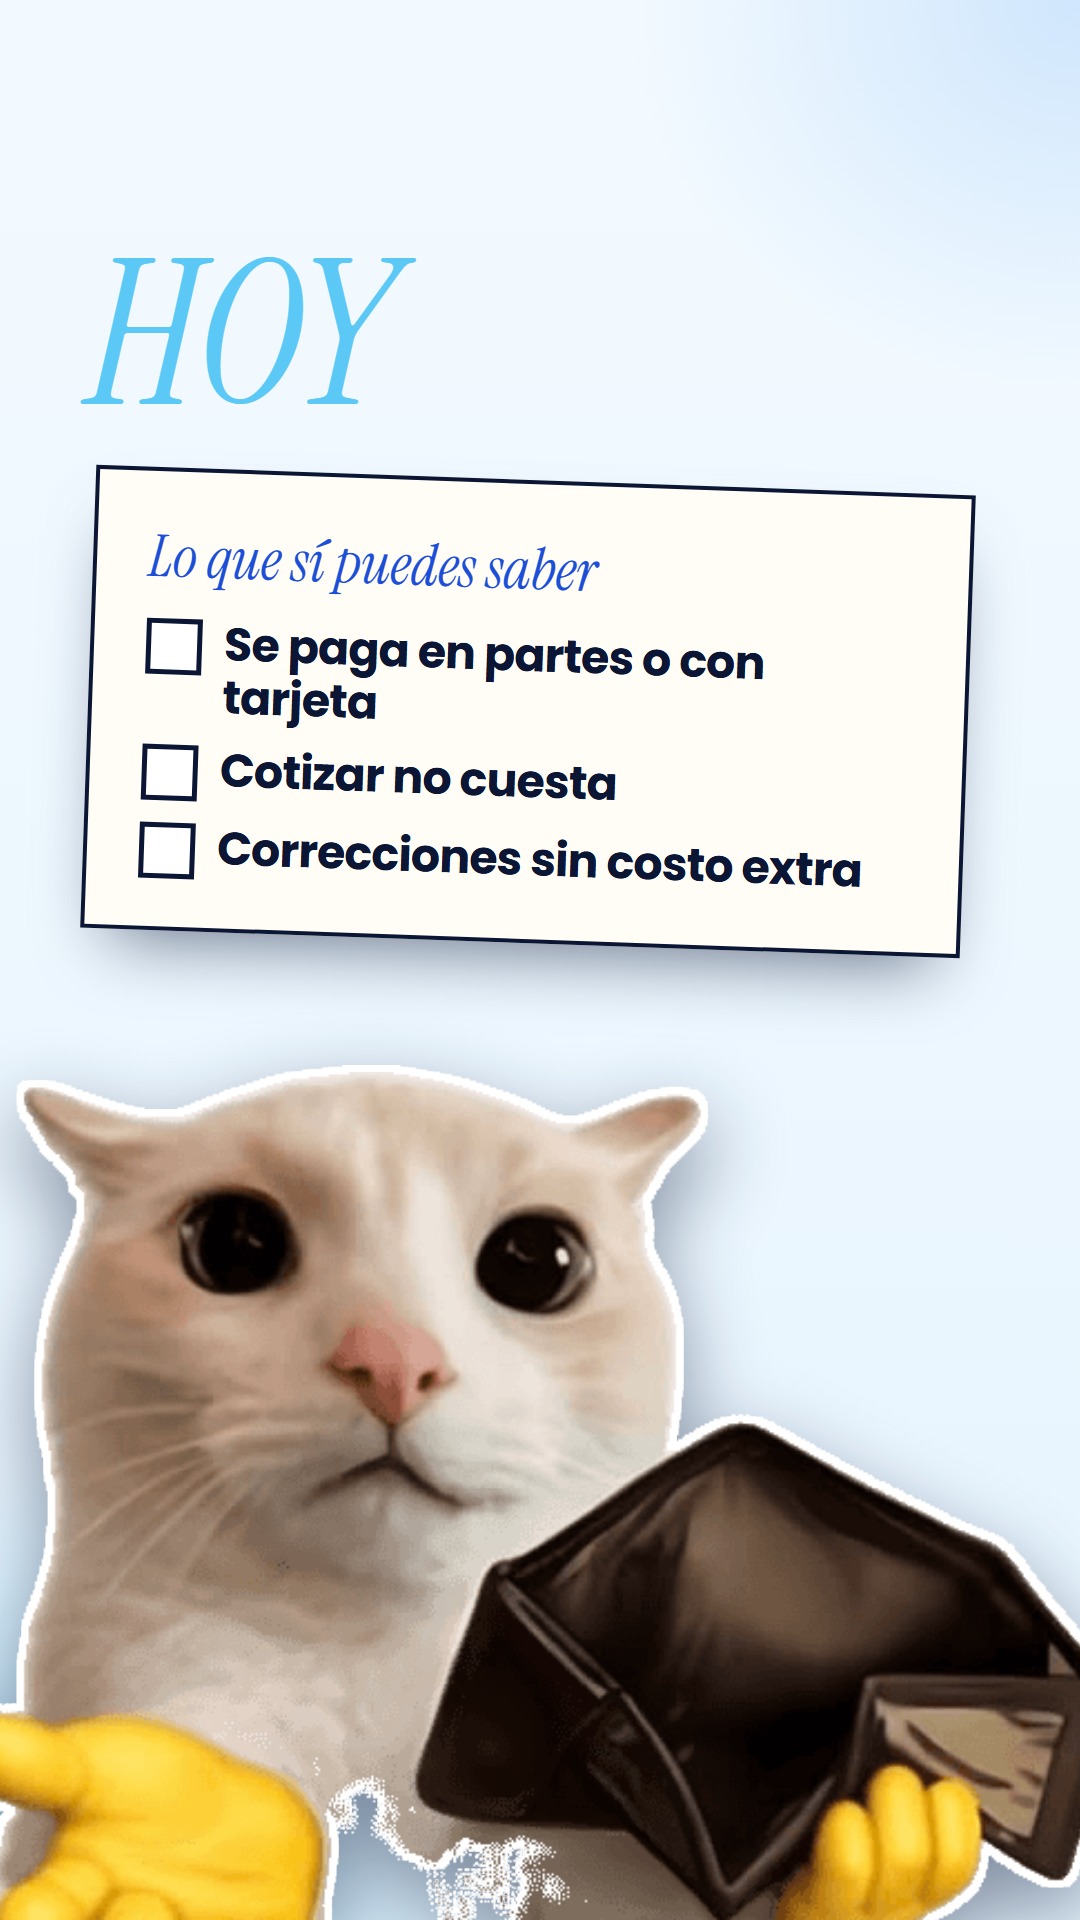 HOY
Lo que sí puedes saber
Se paga en partes o con
tarjeta
Cotizar no cuesta
Correcciones sin costo extra